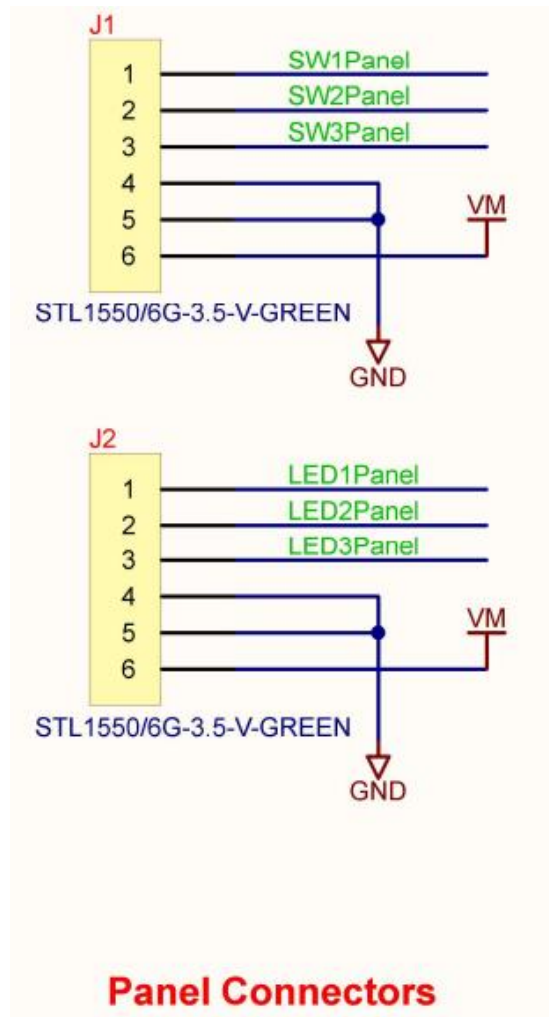 J1
1 SW1Panel
2 SW2Panel
3 SW3Panel
4
5 VM
6
STL1550/6G-3.5-V-GREEN
GND
J2
1 LED1Panel
2 LED2Panel
3 LED3Panel
4
5 VM
6
STL1550/6G-3.5-V-GREEN
GND
Panel Connectors